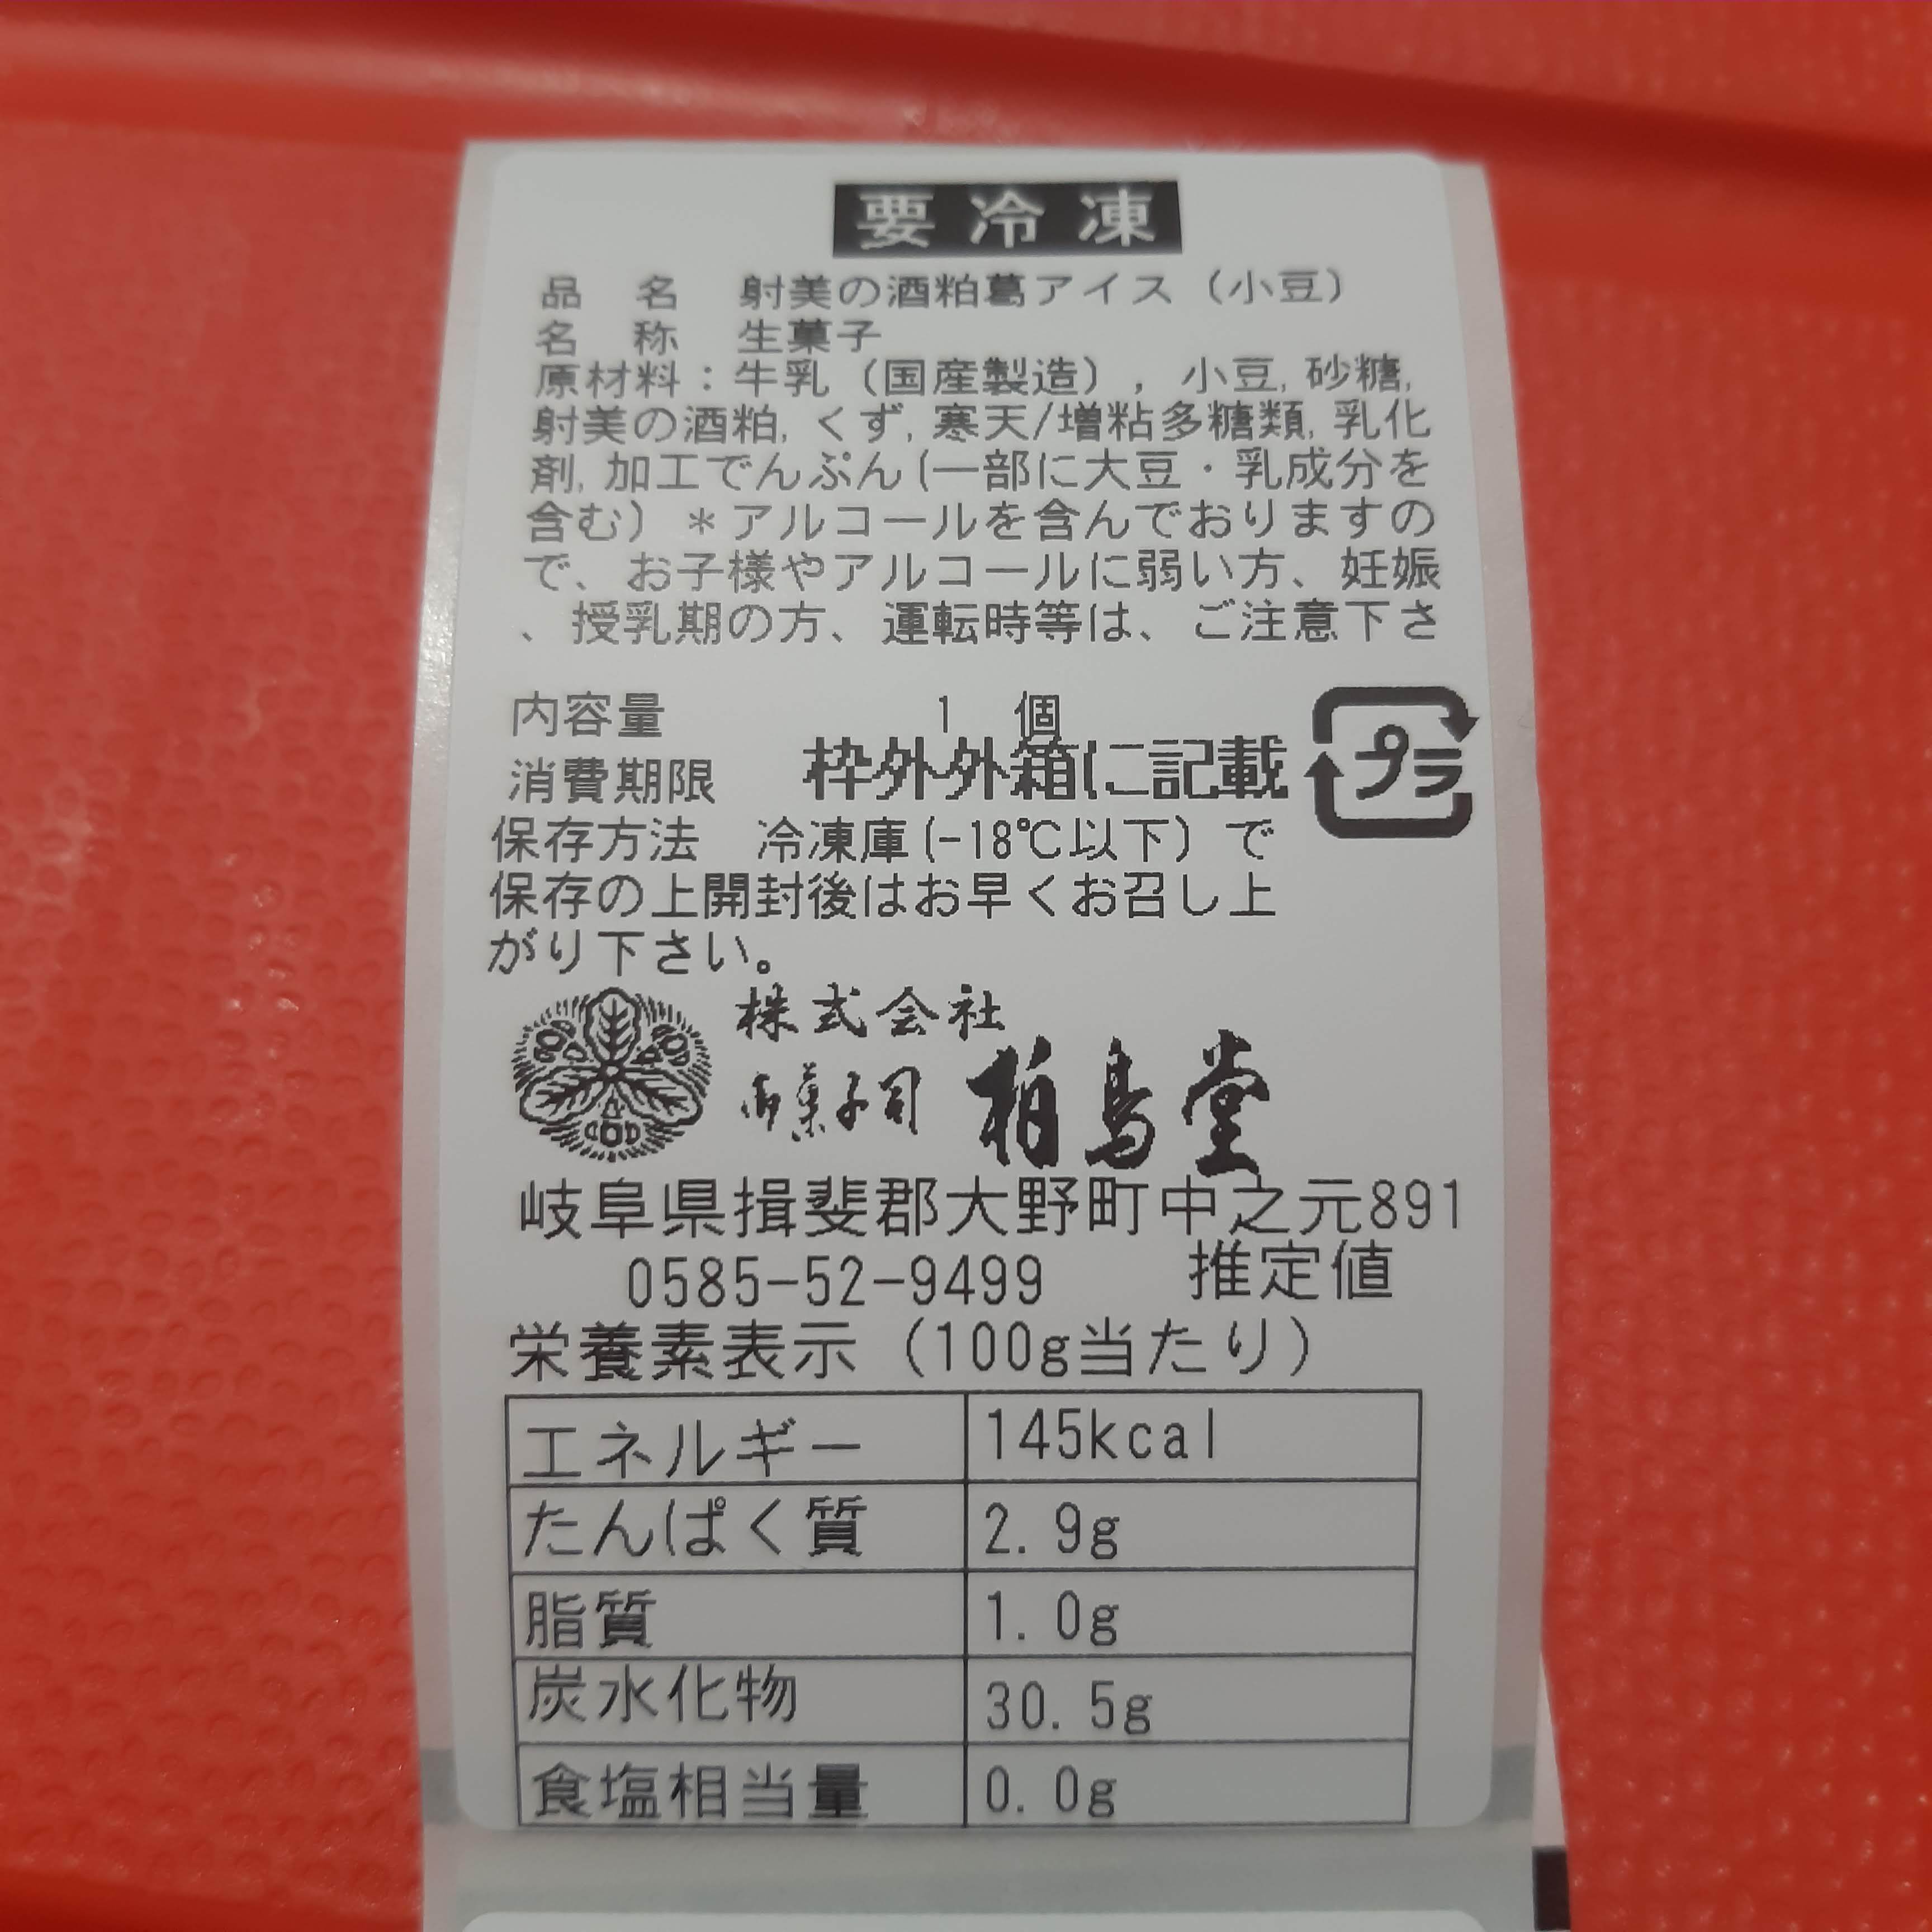 要冷凍
品　名　射美の酒粕葛アイス（小豆）
名　称　生菓子
原材料：牛乳（国産製造）, 小豆, 砂糖,
射美の酒粕, くず, 寒天/増粘多糖類, 乳化
剤, 加工でんぷん(一部に大豆・乳成分を
含む）＊アルコールを含んでおりますの
で、お子様やアルコールに弱い方、妊娠
、授乳期の方、運転時等は、ご注意下さ
内容量　1　個
消費期限　枠外外箱に記載
プラ
保存方法　冷凍庫(-18℃以下）で
保存の上開封後はお早くお召し上
がり下さい。
株式会社
御菓子司 柏鳥堂
岐阜県揖斐郡大野町中之元891
0585-52-9499　推定値
栄養素表示（100g当たり）
エネルギー 145kcal
たんぱく質 2.9g
脂質 1.0g
炭水化物 30.5g
食塩相当量 0.0g